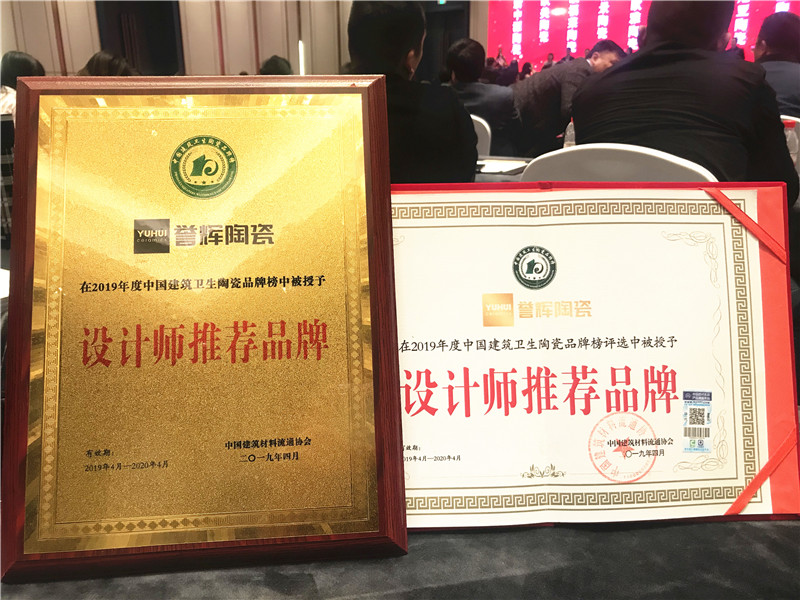 YUHUI
ceramics
誉辉陶瓷
在2019年度中国建筑卫生陶瓷品牌榜中被授予
设计师推荐品牌
有效期:
2019年4月—2020年4月
中国建筑材料流通协会
二〇一九年四月
YUHUI
誉辉陶瓷
在2019年度中国建筑卫生陶瓷品牌榜评选中被授予
设计师推荐品牌
有效期:
2019年4月—2020年4月
中国建筑材料流通协会
〇一九年四月